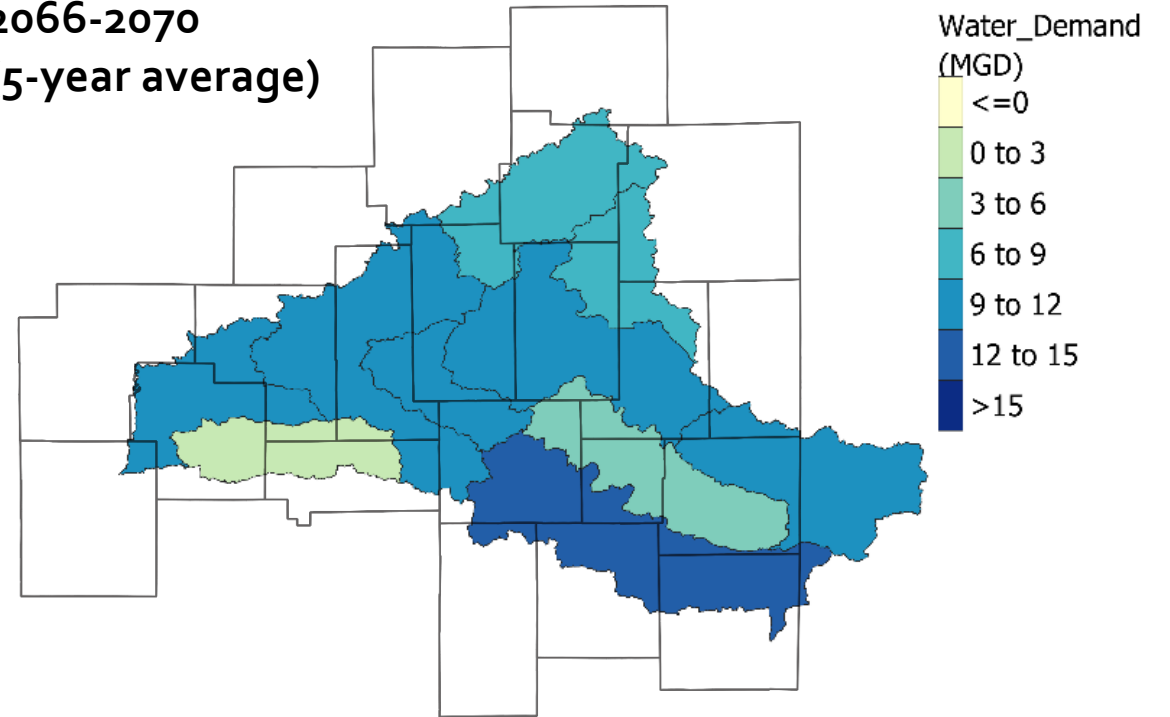 2066-2070
5-year average)
Water_Demand
(MGD)
<=0
0 to 3
3 to 6
6 to 9
9 to 12
12 to 15
>15